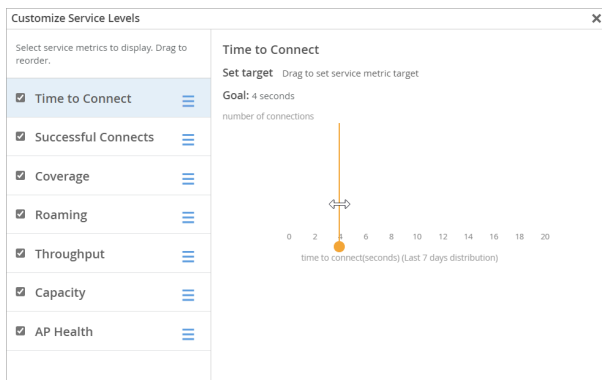 Customize Service Levels
Select service metrics to display. Drag to
reorder.
Time to Connect
Successful Connects
Coverage
Roaming
Throughput
Capacity
AP Health
Time to Connect
Set target Drag to set service metric target
Goal: 4 seconds
number of connections
0 2 4 6 8 10 12 14 16 18 20
time to connect(seconds) (Last 7 days distribution)